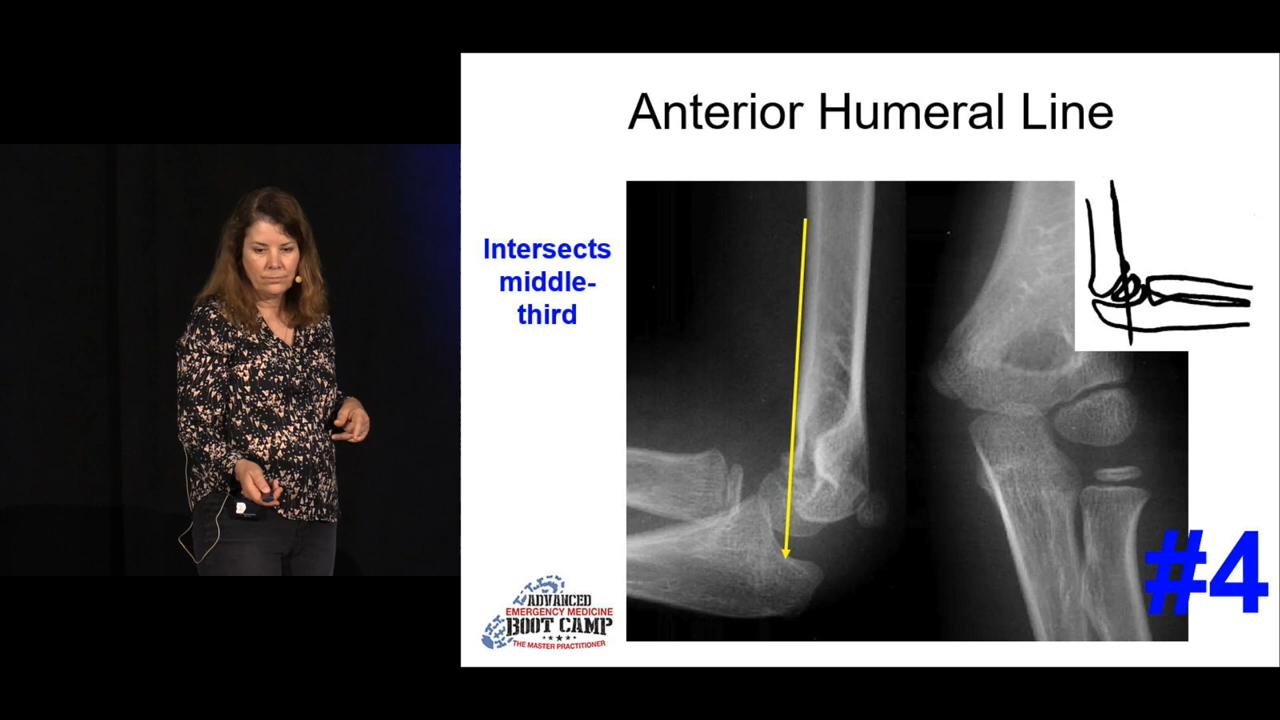 Anterior Humeral Line
Intersects
middle-
third
#4
ADVANCED
EMERGENCY MEDICINE
BOOT CAMP
THE MASTER PRACTITIONER